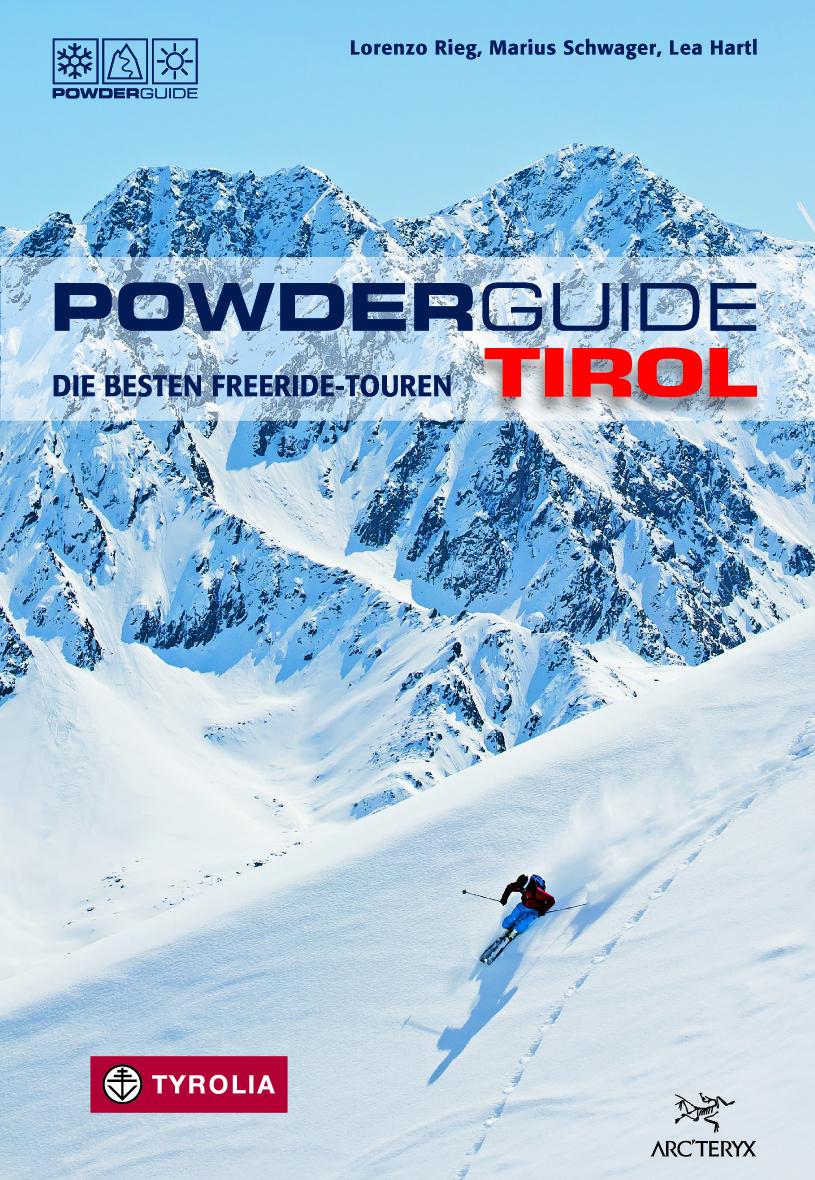 Lorenzo Rieg, Marius Schwager, Lea Hartl
POWDERGUIDE
POWDERGUIDE
DIE BESTEN FREERIDE-TOUREN
TIROL
TYROLIA
ARC'TERYX